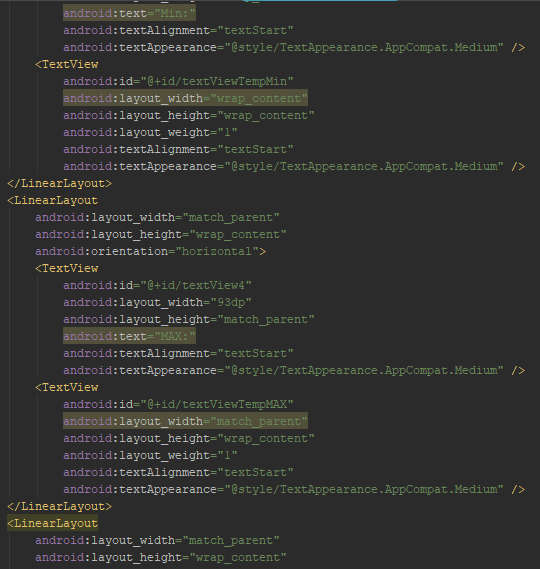 android:text="Min:"
android:textAlignment="textStart"
android:textAppearance="@style/TextAppearance.AppCompat.Medium" />
<TextView
android:id="@+id/textViewTempMin"
android:layout_width="wrap_content"
android:layout_height="wrap_content"
android:layout_weight="1"
android:textAlignment="textStart"
android:textAppearance="@style/TextAppearance.AppCompat.Medium" />
</LinearLayout>
<LinearLayout
android:layout_width="match_parent"
android:layout_height="wrap_content"
android:orientation="horizontal">
<TextView
android:id="@+id/textView4"
android:layout_width="93dp"
android:layout_height="match_parent"
android:text="MAX:"
android:textAlignment="textStart"
android:textAppearance="@style/TextAppearance.AppCompat.Medium" />
<TextView
android:id="@+id/textViewTempMAX"
android:layout_width="match_parent"
android:layout_height="wrap_content"
android:layout_weight="1"
android:textAlignment="textStart"
android:textAppearance="@style/TextAppearance.AppCompat.Medium" />
</LinearLayout>
<LinearLayout
android:layout_width="match_parent"
android:layout_height="wrap_content"